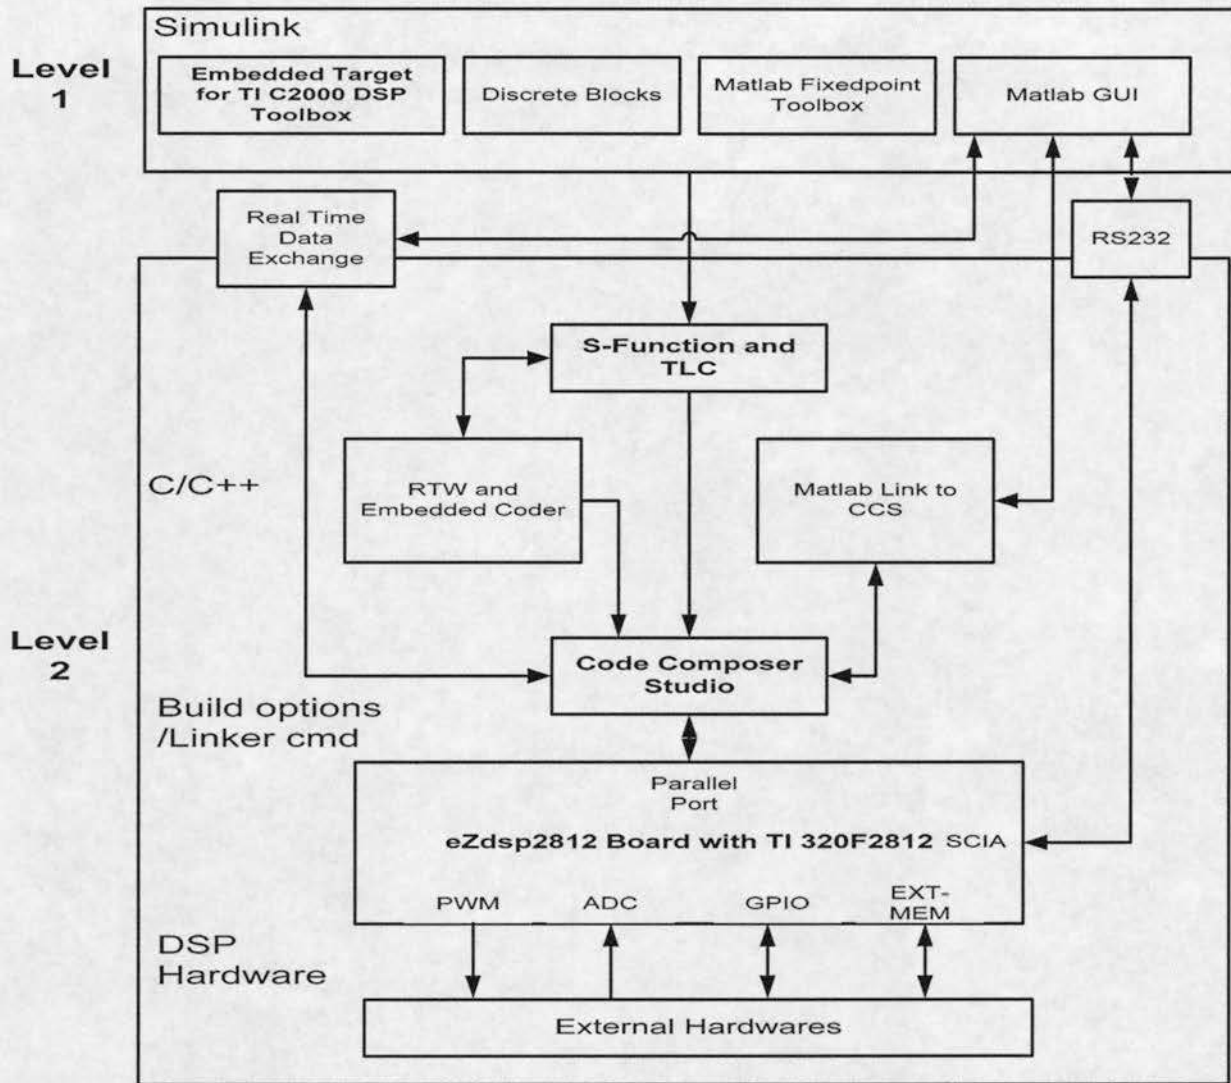 Simulink
Level
1
Embedded Target
for TI C2000 DSP
Toolbox
Discrete Blocks
Matlab Fixedpoint
Toolbox
Matlab GUI
Real Time
Data
Exchange
RS232
S-Function and
TLC
C/C++
RTW and
Embedded Coder
Matlab Link to
CCS
Level
2
Code Composer
Studio
Build options
/Linker cmd
Parallel
Port
eZdsp2812 Board with TI 320F2812 SCIA
PWM
ADC
GPIO
EXT-
MEM
DSP
Hardware
External Hardwares